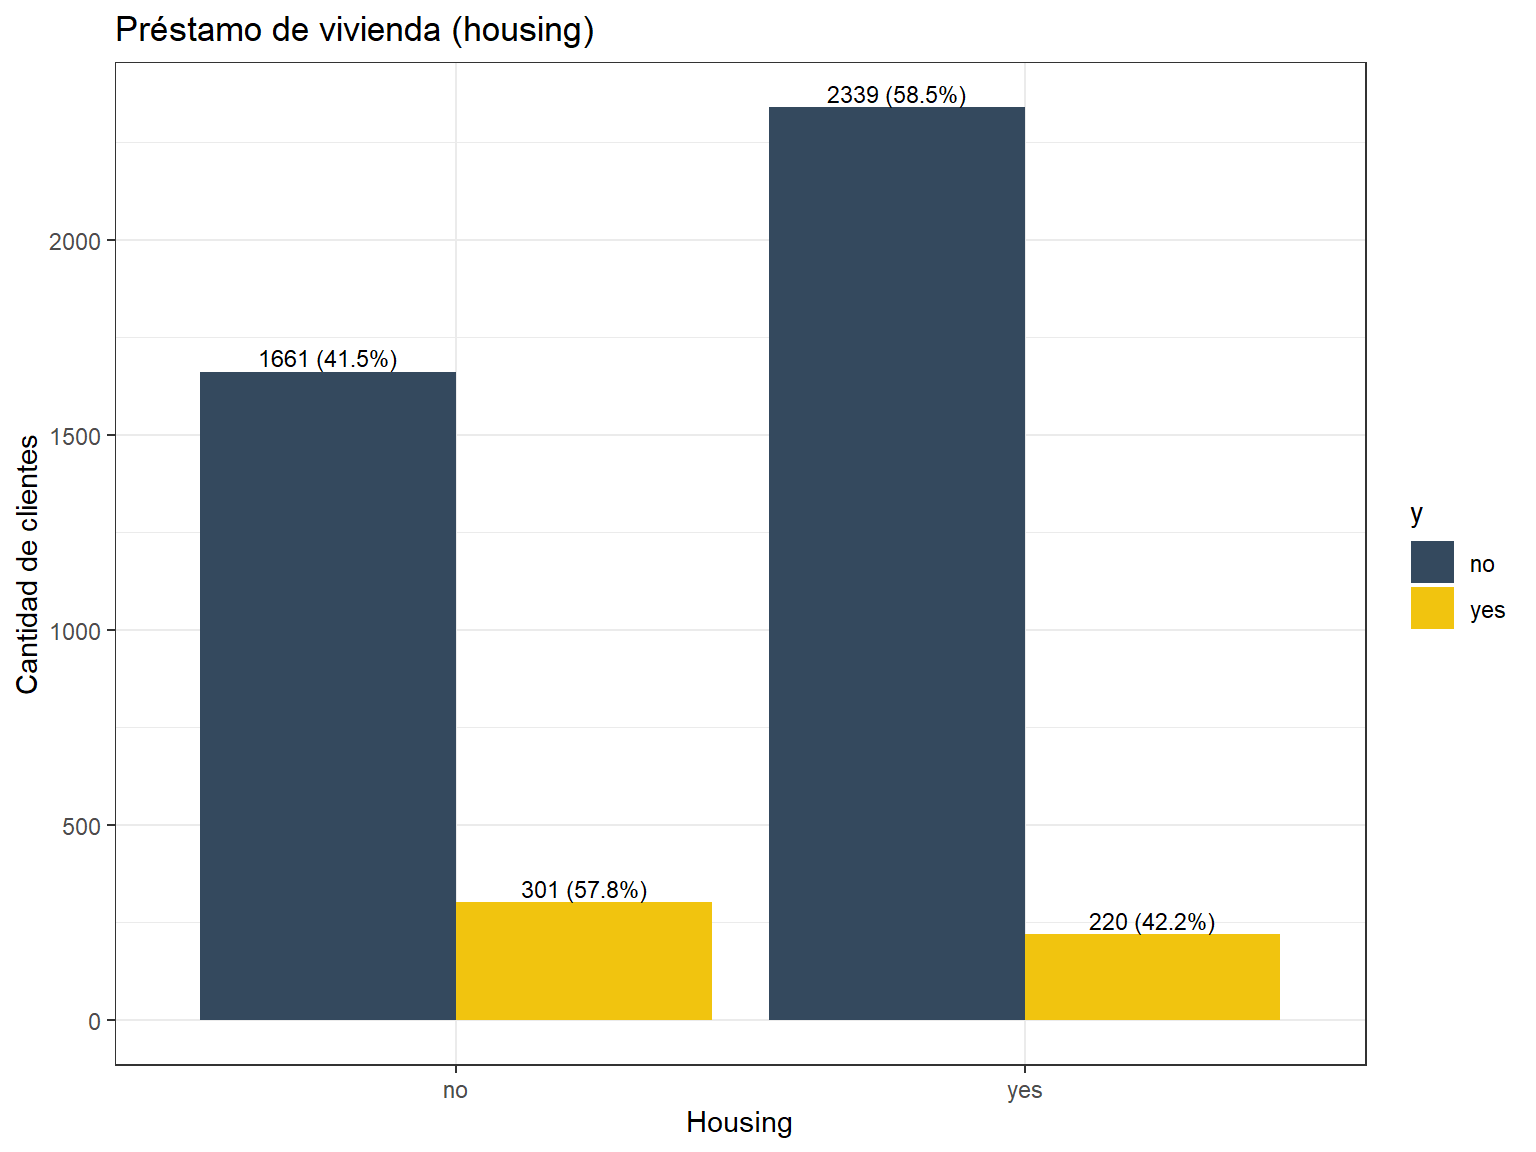 Préstamo de vivienda (housing)
2339 (58.5%)
2000
1661 (41.5%)
1500
Cantidad de clientes
y
no
1000
yes
500
301 (57.8%)
220 (42.2%)
0
no
yes
Housing